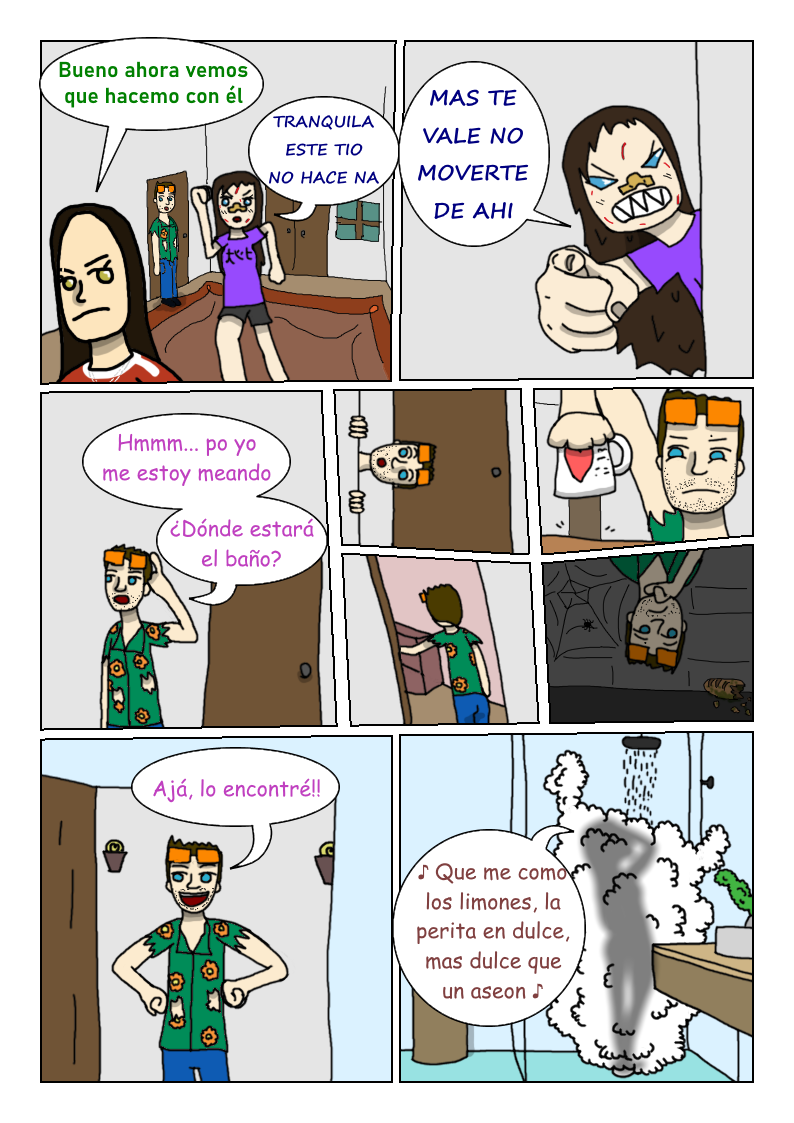 Bueno ahora vemos
que hacemo con él
TRANQUILA
ESTE TIO
NO HACE NA
MAS TE
VALE NO
MOVERTE
DE AHI
Hmmm... po yo
me estoy meando
¿Dónde estará
el baño?
Ajá, lo encontré!!
♪ Que me como
los limones, la
perita en dulce,
mas dulce que
un aseon ♪